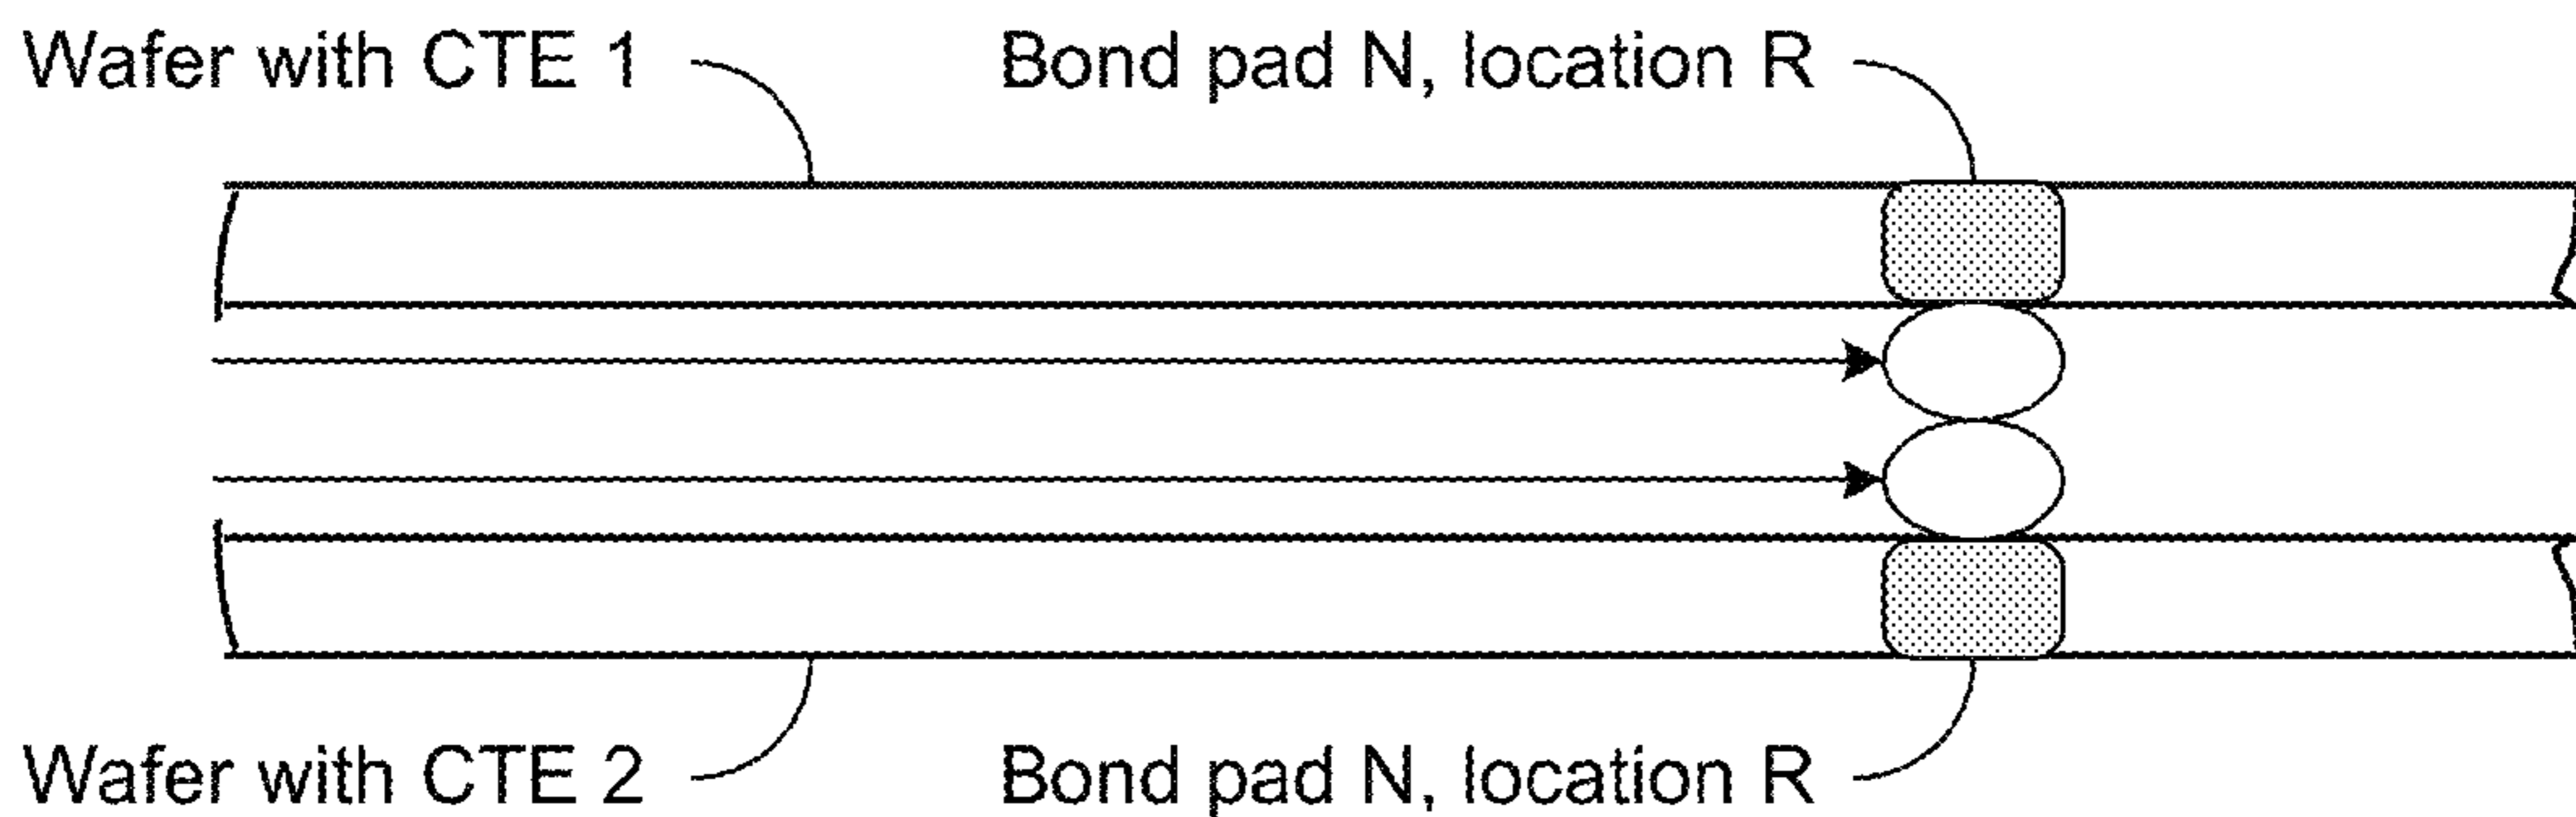 Wafer with CTE 1
Bond pad N, location R
Wafer with CTE 2
Bond pad N, location R